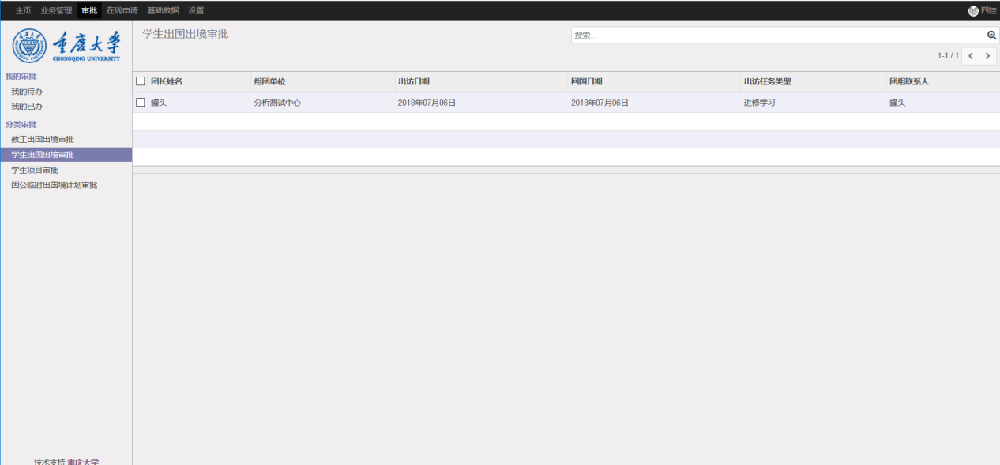 主页 业务管理 审批 在线申请 基础数据 设置 四娃
重庆大学
CHONGQING UNIVERSITY
学生出国出境审批
搜索...
1-1 / 1
我的审批
我的待办
我的已办
分类审批
教工出国出境审批
学生出国出境审批
学生项目审批
因公临时出国境计划审批
团长姓名 组团单位 出访日期 回国日期 出访任务类型 团组联系人
罐头 分析测试中心 2018年07月06日 2018年07月06日 进修学习 罐头
技术支持 重庆大学